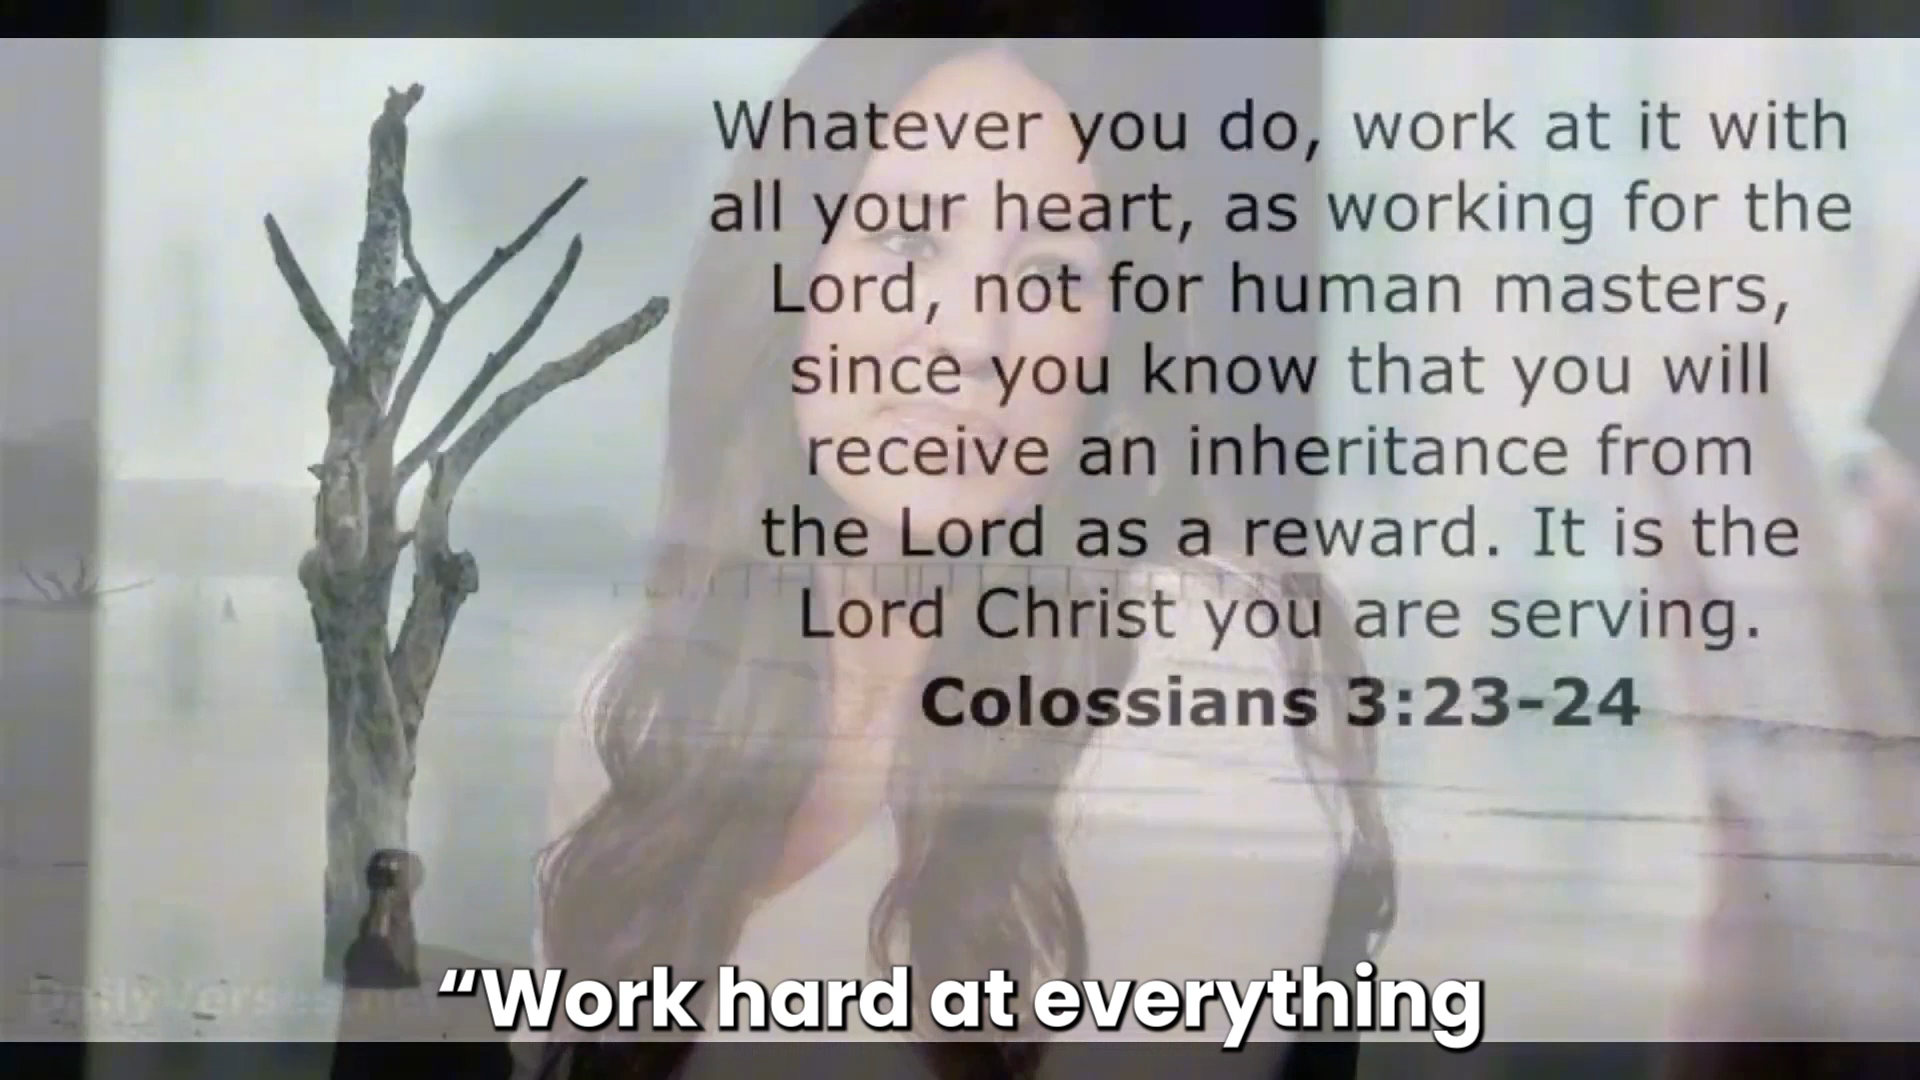 Whatever you do, work at it with
all your heart, as working for the
Lord, not for human masters,
since you know that you will
receive an inheritance from
the Lord as a reward. It is the
Lord Christ you are serving.
Colossians 3:23-24
“Work hard at everything